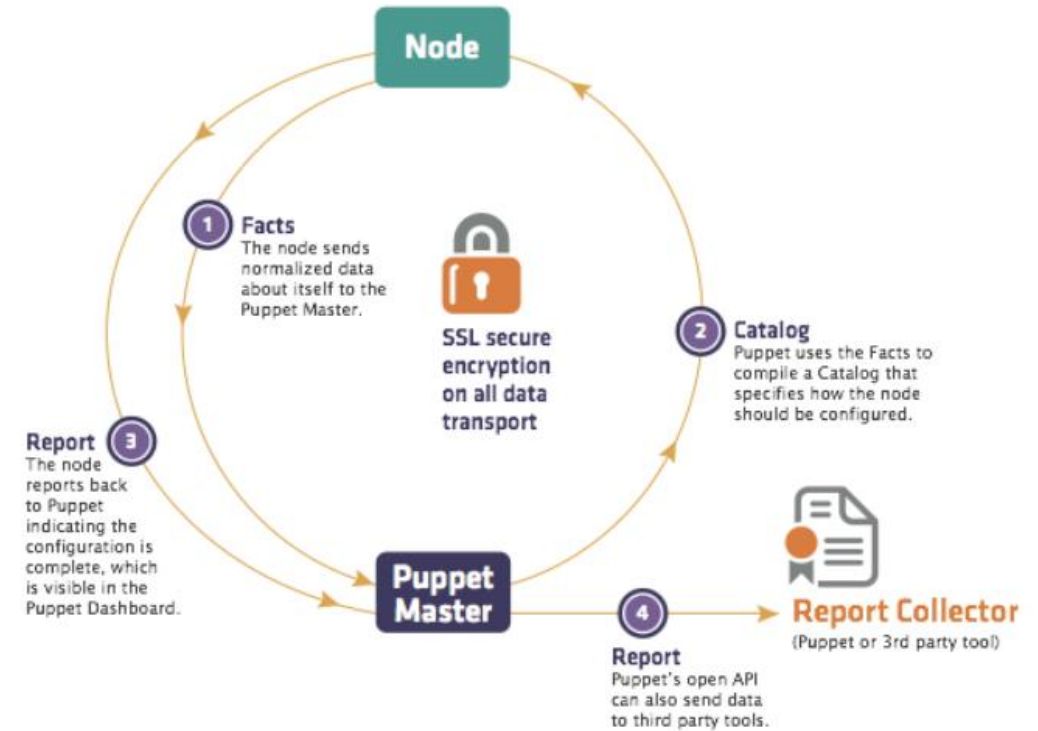 Node
1
Facts
The node sends
normalized data
about itself to the
Puppet Master.
SSL secure
encryption
on all data
transport
2
Catalog
Puppet uses the Facts to
compile a Catalog that
specifies how the node
should be configured.
Report
3
The node
reports back
to Puppet
indicating the
configuration is
complete, which
is visible in the
Puppet Dashboard.
Puppet
Master
4
Report
Puppet's open API
can also send data
to third party tools.
Report Collector
(Puppet or 3rd party tool)